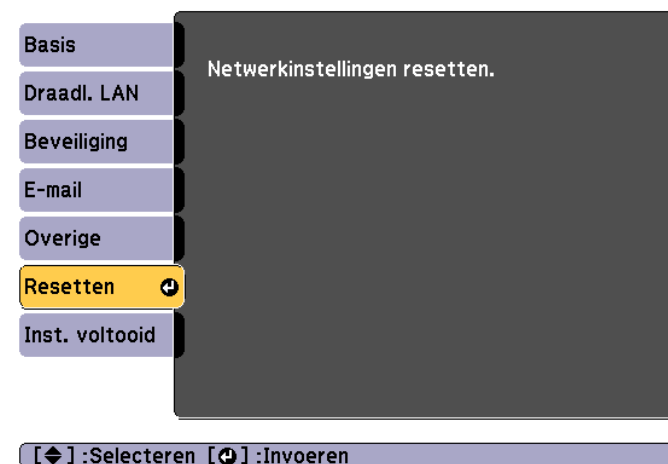 Basis
Draadl. LAN
Beveiliging
E-mail
Overige
Resetten
Inst. voltooid
Netwerkinstellingen resetten.
[◆] :Selecteren [↵] :Invoeren